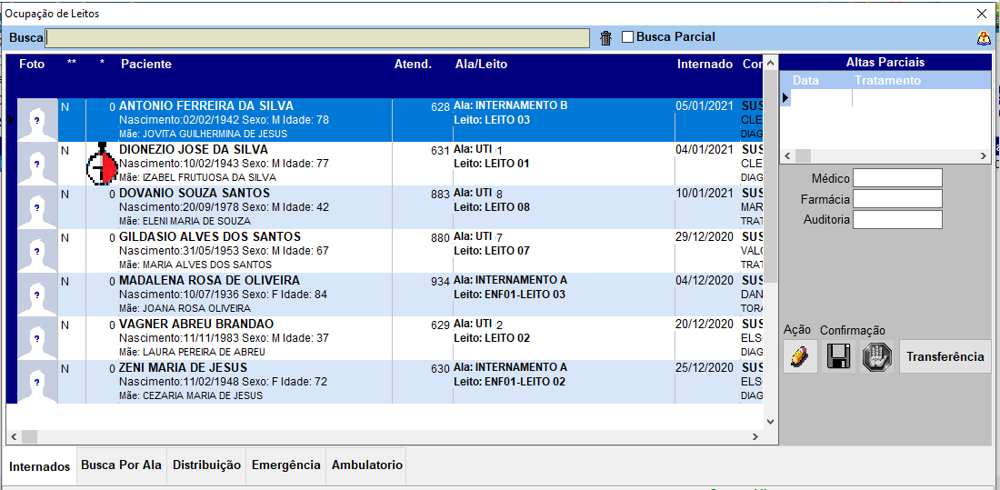 Ocupação de Leitos
Busca
Busca Parcial
Foto ** * Paciente Atend. Ala/Leito Internado Con
N 0 ANTONIO FERREIRA DA SILVA 628 Ala: INTERNAMENTO B 05/01/2021 SUS
Nascimento:02/02/1942 Sexo: M Idade: 78 Leito: LEITO 03 CLE
Mãe: JOVITA GUILHERMINA DE JESUS DIAG
N DIONEZIO JOSE DA SILVA 631 Ala: UTI 1 04/01/2021 SUS
Nascimento:10/02/1943 Sexo: M Idade: 77 Leito: LEITO 01 CLE
Mãe: IZABEL FRUTUOSA DA SILVA DIAG
N 0 DOVANIO SOUZA SANTOS 883 Ala: UTI 8 10/01/2021 SUS
Nascimento:20/09/1978 Sexo: M Idade: 42 Leito: LEITO 08 MAR
Mãe: ELENI MARIA DE SOUZA TRAT
N 0 GILDASIO ALVES DOS SANTOS 880 Ala: UTI 7 29/12/2020 SUS
Nascimento:31/05/1953 Sexo: M Idade: 67 Leito: LEITO 07 VALC
Mãe: MARIA ALVES DOS SANTOS TRAT
N 0 MADALENA ROSA DE OLIVEIRA 934 Ala: INTERNAMENTO A 04/12/2020 SUS
Nascimento:10/07/1936 Sexo: F Idade: 84 Leito: ENF01-LEITO 03 DAN
Mãe: JOANA ROSA OLIVEIRA TORA
N 0 VAGNER ABREU BRANDAO 629 Ala: UTI 2 20/12/2020 SUS
Nascimento:11/11/1983 Sexo: M Idade: 37 Leito: LEITO 02 ELS
Mãe: LAURA PEREIRA DE ABREU DIAG
N 0 ZENI MARIA DE JESUS 630 Ala: INTERNAMENTO A 25/12/2020 SUS
Nascimento:11/02/1948 Sexo: F Idade: 72 Leito: ENF01-LEITO 02 ELS
Mãe: CEZARIA MARIA DE JESUS DIAG
Altas Parciais
Data Tratamento
Médico
Farmácia
Auditoria
Ação Confirmação
Transferência
Internados Busca Por Ala Distribuição Emergência Ambulatorio